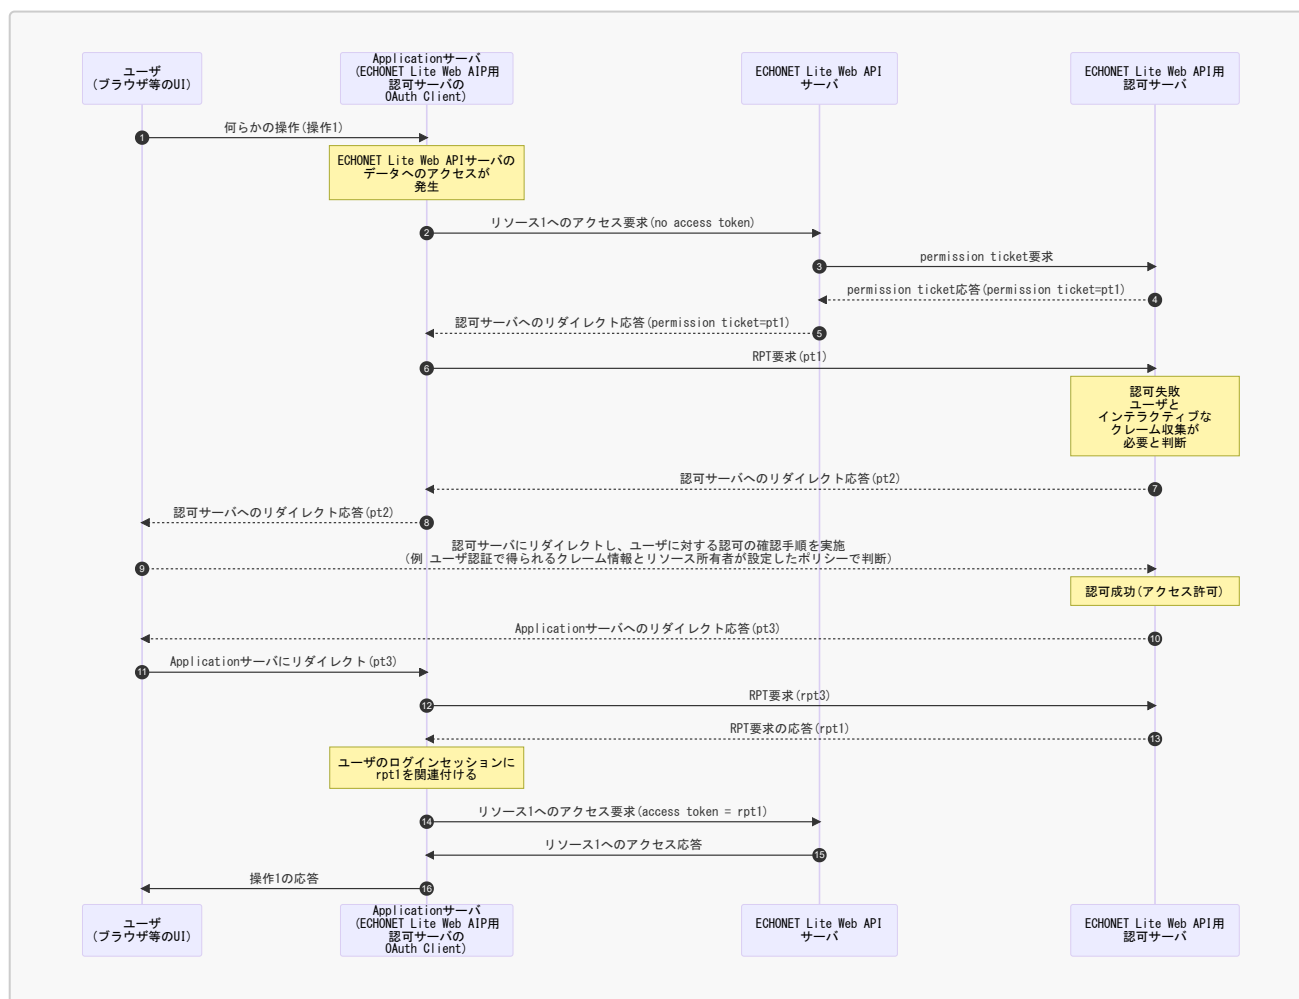 ユーザ
(ブラウザ等のUI)
Applicationサーバ
(ECHONET Lite Web AIP用
認可サーバの
OAuth Client)
ECHONET Lite Web API
サーバ
ECHONET Lite Web API用
認可サーバ
1
何らかの操作(操作1)
ECHONET Lite Web APIサーバの
データへのアクセスが
発生
2
リソース1へのアクセス要求(no access token)
3
permission ticket要求
permission ticket応答(permission ticket=pt1)
4
認可サーバへのリダイレクト応答(permission ticket=pt1)
5
6
RPT要求(pt1)
認可失敗
ユーザと
インテラクティブな
クレーム収集が
必要と判断
認可サーバへのリダイレクト応答(pt2)
7
認可サーバへのリダイレクト応答(pt2)
8
認可サーバにリダイレクトし、ユーザに対する認可の確認手順を実施
(例 ユーザ認証で得られるクレーム情報とリソース所有者が設定したポリシーで判断)
9
認可成功(アクセス許可)
Applicationサーバへのリダイレクト応答(pt3)
10
11
Applicationサーバにリダイレクト(pt3)
12
RPT要求(rpt3)
RPT要求の応答(rpt1)
13
ユーザのログインセッションに
rpt1を関連付ける
14
リソース1へのアクセス要求(access token = rpt1)
リソース1へのアクセス応答
15
操作1の応答
16
ユーザ
(ブラウザ等のUI)
Applicationサーバ
(ECHONET Lite Web AIP用
認可サーバの
OAuth Client)
ECHONET Lite Web API
サーバ
ECHONET Lite Web API用
認可サーバ